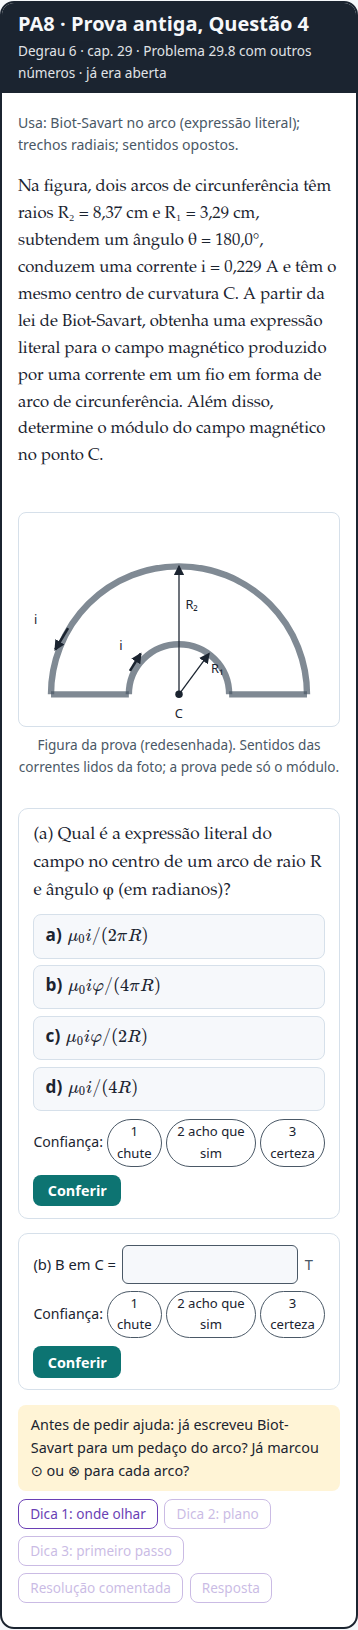 PA8 · Prova antiga, Questão 4
Degrau 6 · cap. 29 · Problema 29.8 com outros
números · já era aberta
Usa: Biot-Savart no arco (expressão literal);
trechos radiais; sentidos opostos.
Na figura, dois arcos de circunferência têm
raios R₂ = 8,37 cm e R₁ = 3,29 cm,
subtendem um ângulo θ = 180,0°,
conduzem uma corrente i = 0,229 A e têm o
mesmo centro de curvatura C. A partir da
lei de Biot-Savart, obtenha uma expressão
literal para o campo magnético produzido
por uma corrente em um fio em forma de
arco de circunferência. Além disso,
determine o módulo do campo magnético
no ponto C.
R₂
i
i
R₁
C
Figura da prova (redesenhada). Sentidos das
correntes lidos da foto; a prova pede só o módulo.
(a) Qual é a expressão literal do
campo no centro de um arco de raio R
e ângulo φ (em radianos)?
a) μ₀i/(2πR)
b) μ₀iφ/(4πR)
c) μ₀iφ/(2R)
d) μ₀i/(4R)
Confiança: 1 chute 2 acho que sim 3 certeza
Conferir
(b) B em C = T
Confiança: 1 chute 2 acho que sim 3 certeza
Conferir
Antes de pedir ajuda: já escreveu Biot-
Savart para um pedaço do arco? Já marcou
⊙ ou ⊗ para cada arco?
Dica 1: onde olhar Dica 2: plano
Dica 3: primeiro passo
Resolução comentada Resposta